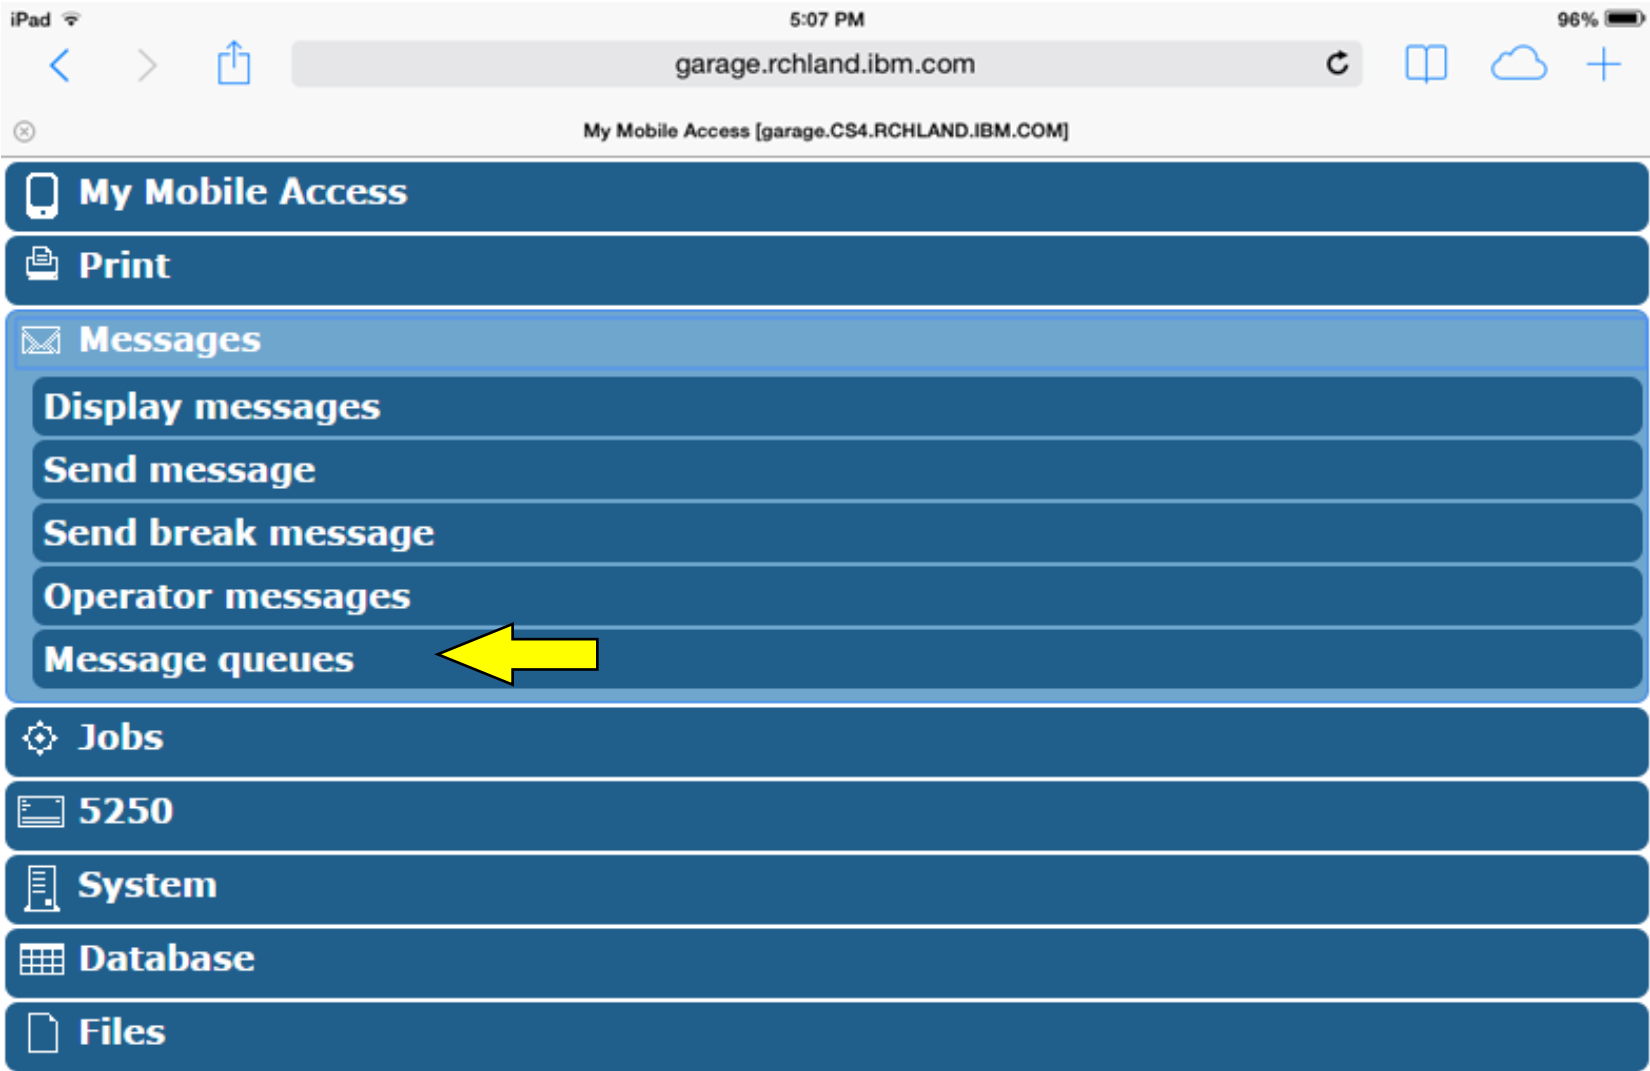 iPad 5:07 PM 96%
garage.rchland.ibm.com
My Mobile Access [garage.CS4.RCHLAND.IBM.COM]
My Mobile Access
Print
Messages
Display messages
Send message
Send break message
Operator messages
Message queues
Jobs
5250
System
Database
Files